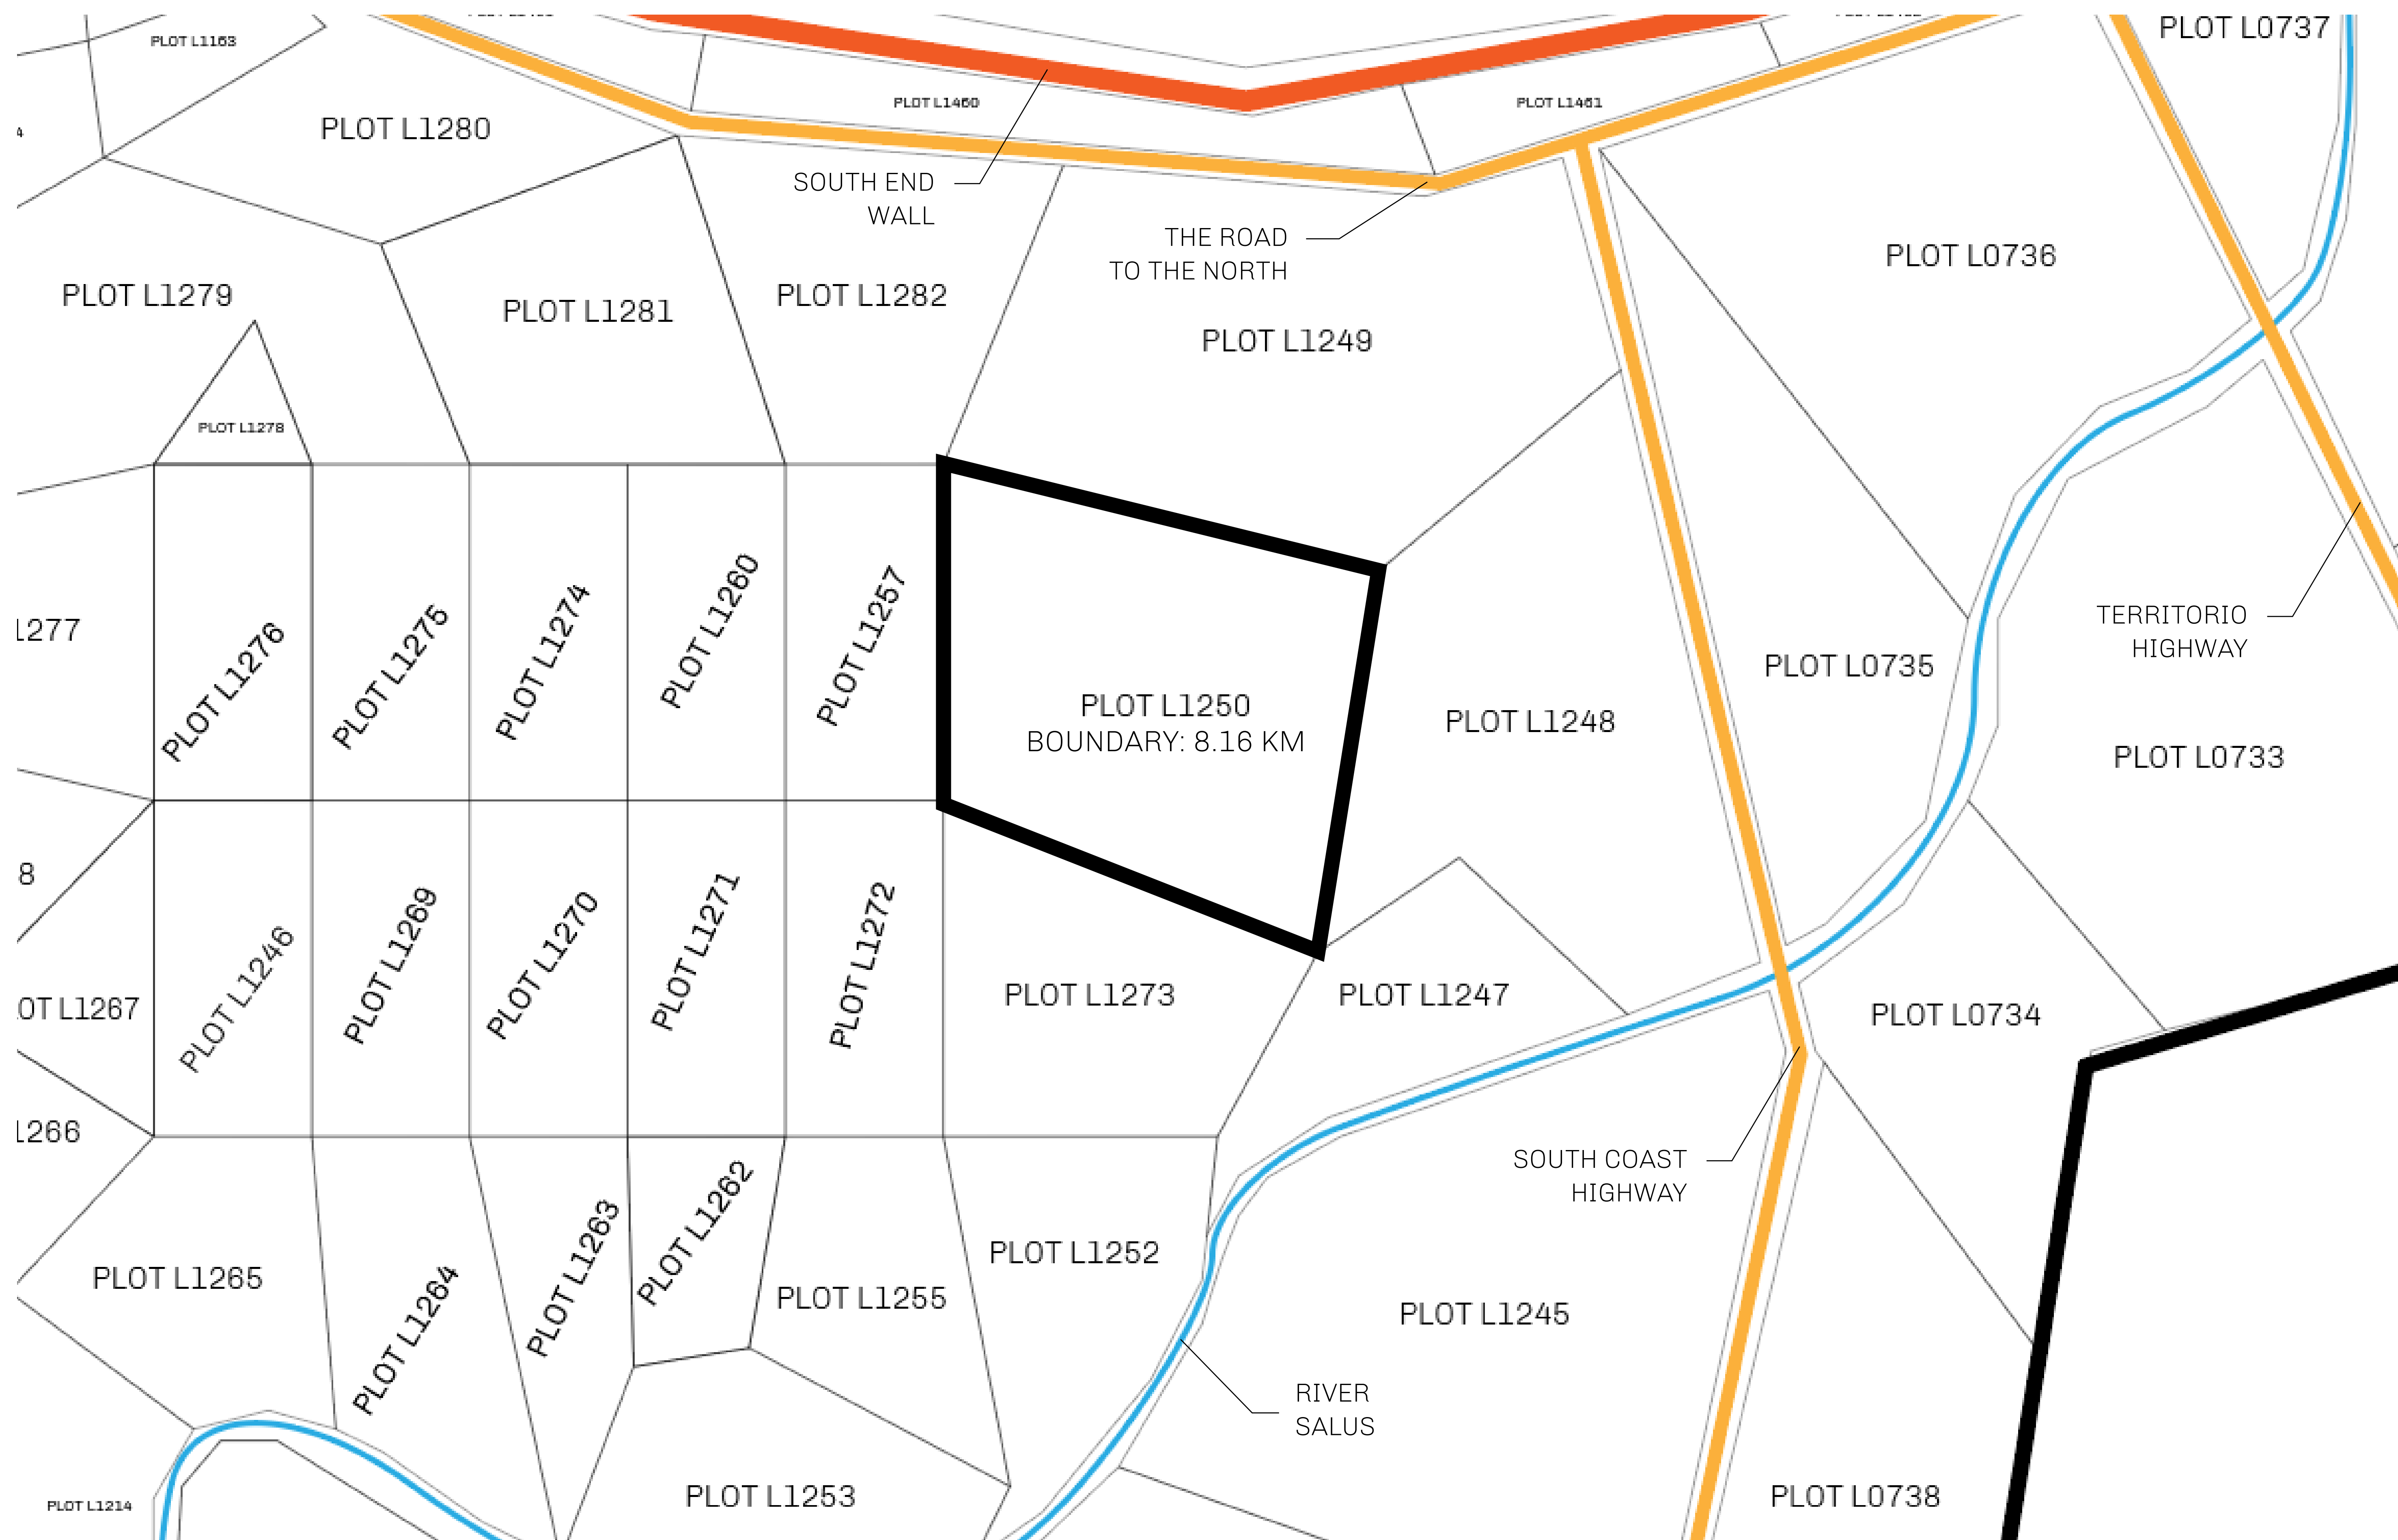 PLOT L0737
PLOT L1163
PLOT L1460
PLOT L1461
PLOT L1280
SOUTH END
WALL
THE ROAD
TO THE NORTH
PLOT L0736
PLOT L1279
PLOT L1281
PLOT L1282
PLOT L1249
PLOT L1278
TERRITORIO
HIGHWAY
PLOT L1276
PLOT L1275
PLOT L1274
PLOT L1260
PLOT L1257
PLOT L1250
BOUNDARY: 8.16 KM
PLOT L1248
PLOT L0735
PLOT L0733
PLOT L1246
PLOT L1269
PLOT L1270
PLOT L1271
PLOT L1272
PLOT L1273
PLOT L1247
PLOT L0734
OT L1267
1266
SOUTH COAST
HIGHWAY
PLOT L1265
PLOT L1264
PLOT L1263
PLOT L1262
PLOT L1255
PLOT L1252
PLOT L1245
RIVER
SALUS
PLOT L1214
PLOT L1253
PLOT L0738